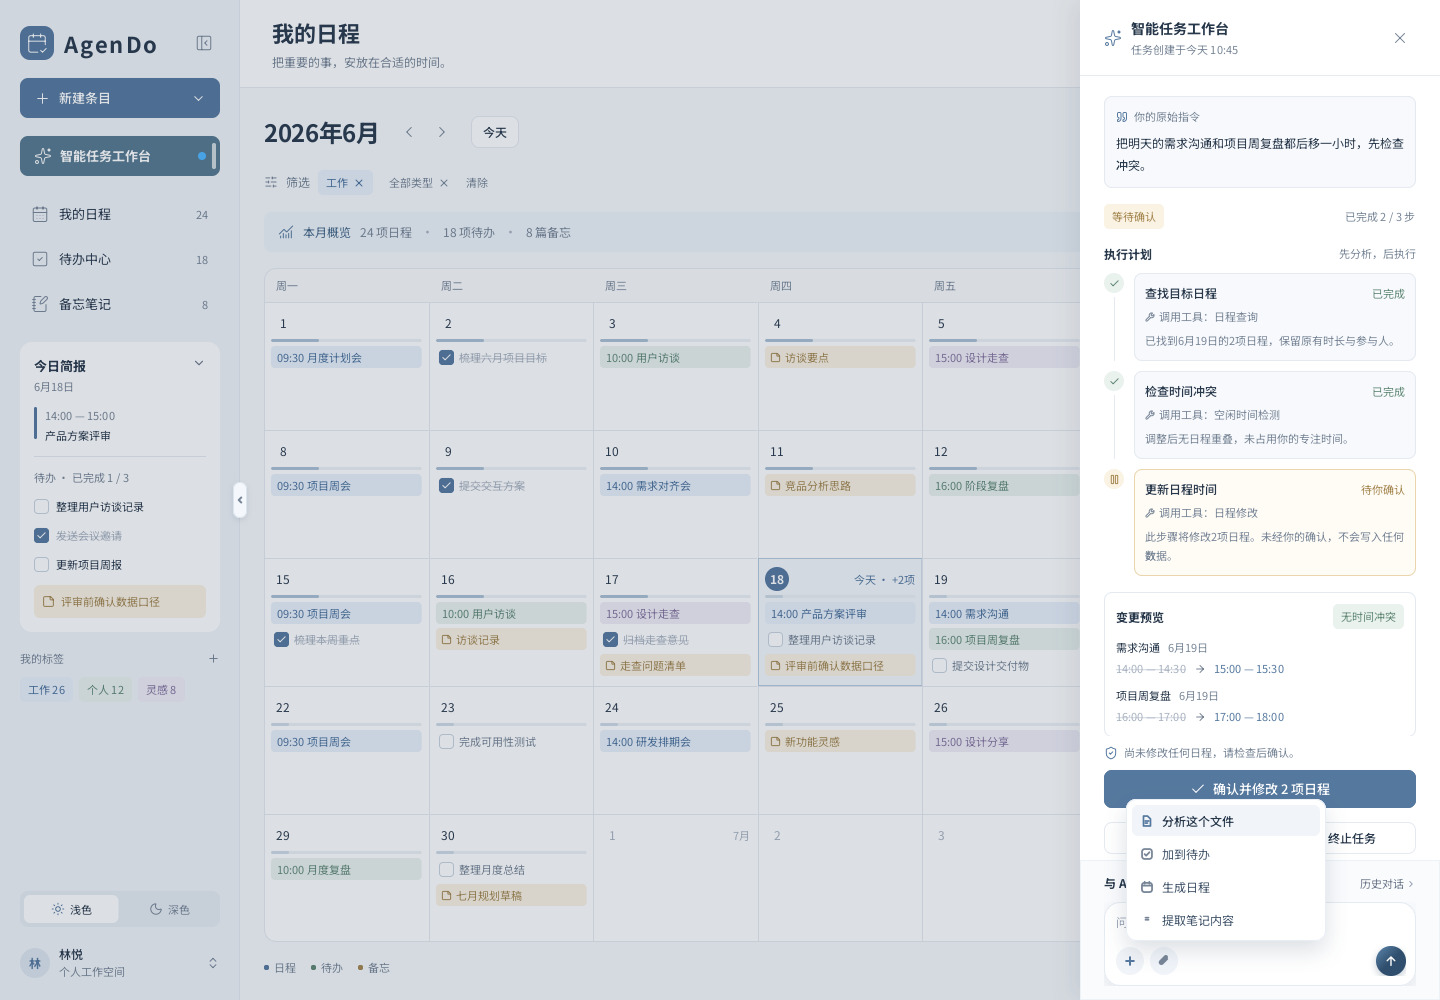 AgenDo
新建条目
智能任务工作台
我的日程 24
待办中心 18
备忘笔记 8
今日简报
6月18日
14:00 — 15:00
产品方案评审
待办 · 已完成 1 / 3
整理用户访谈记录
发送会议邀请
更新项目周报
评审前确认数据口径
我的标签
工作 26 个人 12 灵感 8
浅色 深色
林
林悦
个人工作空间
我的日程
把重要的事，安放在合适的时间。
2026年6月 今天
筛选 工作 全部类型 清除
本月概览 24 项日程 · 18 项待办 · 8 篇备忘
周一 周二 周三 周四 周五
1 2 3 4 5
09:30 月度计划会 梳理六月项目目标 10:00 用户访谈 访谈要点 15:00 设计走查
8 9 10 11 12
09:30 项目周会 提交交互方案 14:00 需求对齐会 竞品分析思路 16:00 阶段复盘
15 16 17 18 今天 · +2项 19
09:30 项目周会 10:00 用户访谈 15:00 设计走查 14:00 产品方案评审 14:00 需求沟通
梳理本周重点 访谈记录 归档走查意见 整理用户访谈记录 16:00 项目周复盘
走查问题清单 评审前确认数据口径 提交设计交付物
22 23 24 25 26
09:30 项目周会 完成可用性测试 14:00 研发排期会 新功能灵感 15:00 设计分享
29 30 1 7月 2 3
10:00 月度复盘 整理月度总结
七月规划草稿
日程 待办 备忘
智能任务工作台
任务创建于今天 10:45
你的原始指令
把明天的需求沟通和项目周复盘都后移一小时，先检查
冲突。
等待确认 已完成 2 / 3 步
执行计划 先分析，后执行
查找目标日程 已完成
调用工具：日程查询
已找到6月19日的2项日程，保留原有时长与参与人。
检查时间冲突 已完成
调用工具：空闲时间检测
调整后无日程重叠，未占用你的专注时间。
更新日程时间 待你确认
调用工具：日程修改
此步骤将修改2项日程。未经你的确认，不会写入任何
数据。
变更预览 无时间冲突
需求沟通 6月19日
14:00 — 14:30 → 15:00 — 15:30
项目周复盘 6月19日
16:00 — 17:00 → 17:00 — 18:00
尚未修改任何日程，请检查后确认。
确认并修改 2 项日程
终止任务
分析这个文件
加到待办
生成日程
提取笔记内容
与 A 历史对话